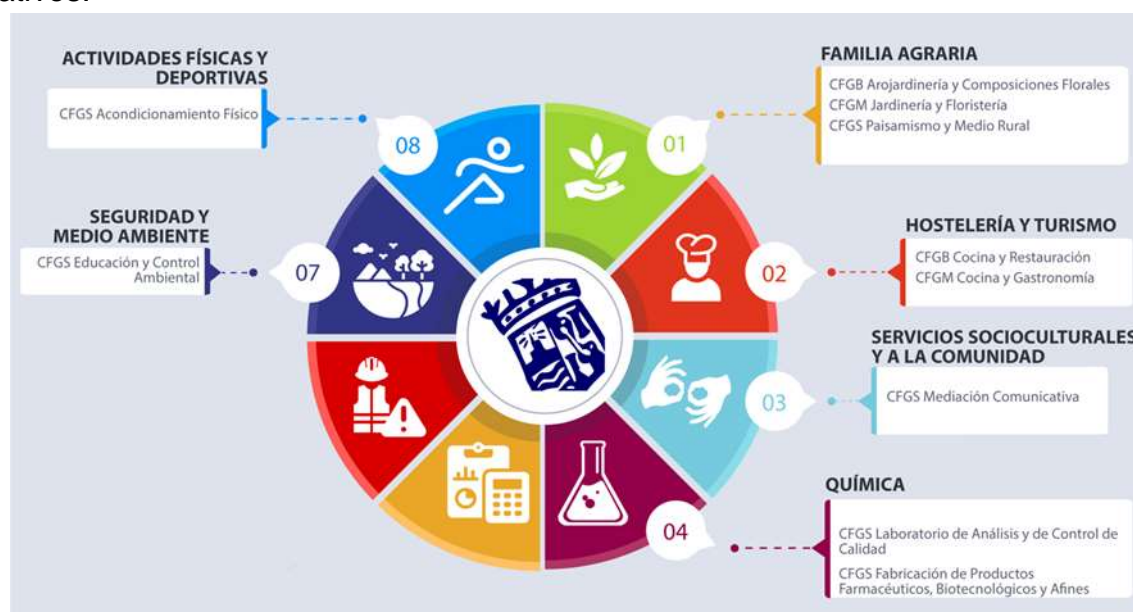 ACTIVIDADES FÍSICAS Y
DEPORTIVAS
CFGS Acondicionamiento Físico
08
SEGURIDAD Y
MEDIO AMBIENTE
CFGS Educación y Control
Ambiental
07
FAMILIA AGRARIA
CFGB Arojardinería y Composiciones Florales
CFGM Jardinería y Floristería
CFGS Paisamismo y Medio Rural
01
HOSTELERÍA Y TURISMO
CFGB Cocina y Restauración
CFGM Cocina y Gastronomía
02
SERVICIOS SOCIOCULTURALES
Y A LA COMUNIDAD
CFGS Mediación Comunicativa
03
QUÍMICA
CFGS Laboratorio de Análisis y de Control de
Calidad
CFGS Fabricación de Productos
Farmacéuticos, Biotecnológicos y Afines
04